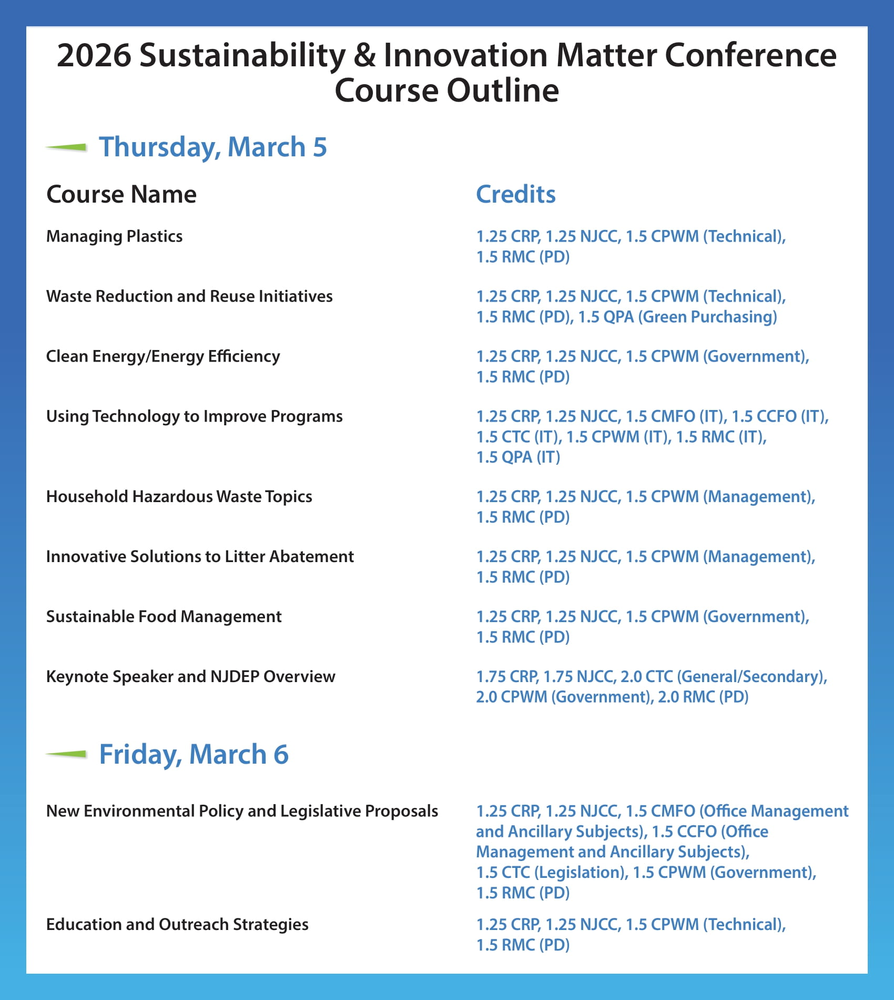 2026 Sustainability & Innovation Matter Conference
Course Outline
Thursday, March 5
Course Name
Credits
Managing Plastics
1.25 CRP, 1.25 NJCC, 1.5 CPWM (Technical),
1.5 RMC (PD)
Waste Reduction and Reuse Initiatives
1.25 CRP, 1.25 NJCC, 1.5 CPWM (Technical),
1.5 RMC (PD), 1.5 QPA (Green Purchasing)
Clean Energy/Energy Efficiency
1.25 CRP, 1.25 NJCC, 1.5 CPWM (Government),
1.5 RMC (PD)
Using Technology to Improve Programs
1.25 CRP, 1.25 NJCC, 1.5 CMFO (IT), 1.5 CCFO (IT),
1.5 CTC (IT), 1.5 CPWM (IT), 1.5 RMC (IT),
1.5 QPA (IT)
Household Hazardous Waste Topics
1.25 CRP, 1.25 NJCC, 1.5 CPWM (Management),
1.5 RMC (PD)
Innovative Solutions to Litter Abatement
1.25 CRP, 1.25 NJCC, 1.5 CPWM (Management),
1.5 RMC (PD)
Sustainable Food Management
1.25 CRP, 1.25 NJCC, 1.5 CPWM (Government),
1.5 RMC (PD)
Keynote Speaker and NJDEP Overview
1.75 CRP, 1.75 NJCC, 2.0 CTC (General/Secondary),
2.0 CPWM (Government), 2.0 RMC (PD)
Friday, March 6
New Environmental Policy and Legislative Proposals
1.25 CRP, 1.25 NJCC, 1.5 CMFO (Office Management
and Ancillary Subjects), 1.5 CCFO (Office
Management and Ancillary Subjects),
1.5 CTC (Legislation), 1.5 CPWM (Government),
1.5 RMC (PD)
Education and Outreach Strategies
1.25 CRP, 1.25 NJCC, 1.5 CPWM (Technical),
1.5 RMC (PD)